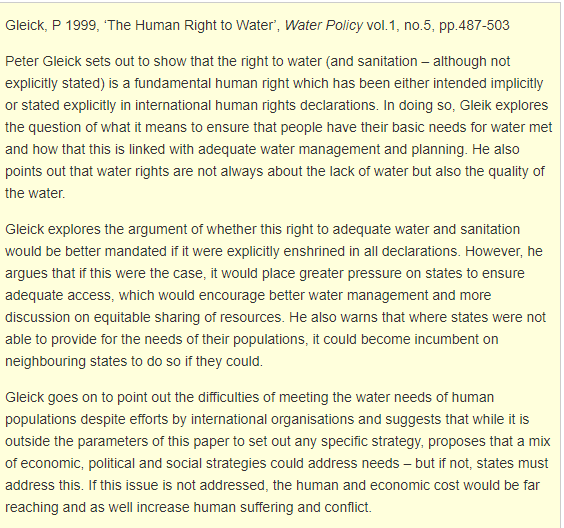 Gleick, P 1999, ‘The Human Right to Water’, Water Policy vol.1, no.5, pp.487-503
Peter Gleick sets out to show that the right to water (and sanitation – although not
explicitly stated) is a fundamental human right which has been either intended implicitly
or stated explicitly in international human rights declarations. In doing so, Gleik explores
the question of what it means to ensure that people have their basic needs for water met
and how that this is linked with adequate water management and planning. He also
points out that water rights are not always about the lack of water but also the quality of
the water.
Gleick explores the argument of whether this right to adequate water and sanitation
would be better mandated if it were explicitly enshrined in all declarations. However, he
argues that if this were the case, it would place greater pressure on states to ensure
adequate access, which would encourage better water management and more
discussion on equitable sharing of resources. He also warns that where states were not
able to provide for the needs of their populations, it could become incumbent on
neighbouring states to do so if they could.
Gleick goes on to point out the difficulties of meeting the water needs of human
populations despite efforts by international organisations and suggests that while it is
outside the parameters of this paper to set out any specific strategy, proposes that a mix
of economic, political and social strategies could address needs – but if not, states must
address this. If this issue is not addressed, the human and economic cost would be far
reaching and as well increase human suffering and conflict.